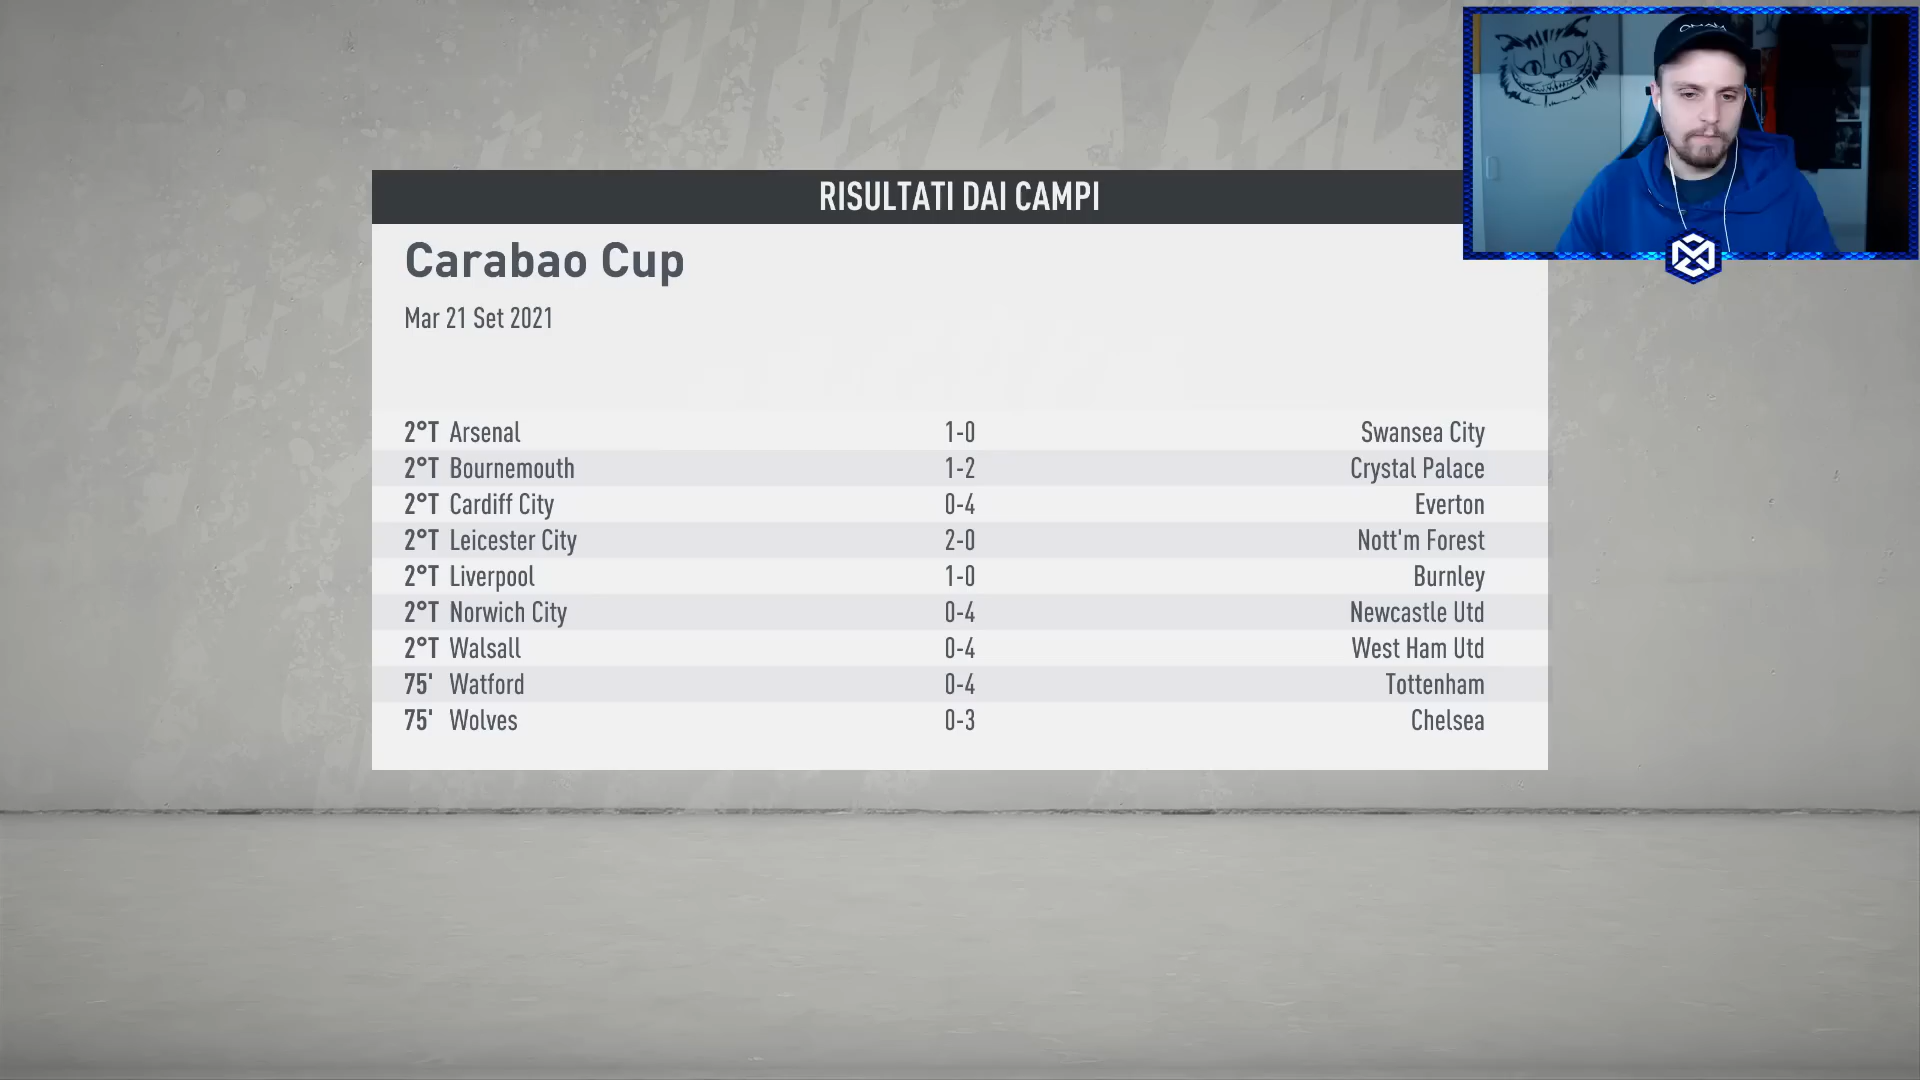 RISULTATI DAI CAMPI
Carabao Cup
Mar 21 Set 2021
2°T Arsenal 1-0 Swansea City
2°T Bournemouth 1-2 Crystal Palace
2°T Cardiff City 0-4 Everton
2°T Leicester City 2-0 Nott'm Forest
2°T Liverpool 1-0 Burnley
2°T Norwich City 0-4 Newcastle Utd
2°T Walsall 0-4 West Ham Utd
75' Watford 0-4 Tottenham
75' Wolves 0-3 Chelsea